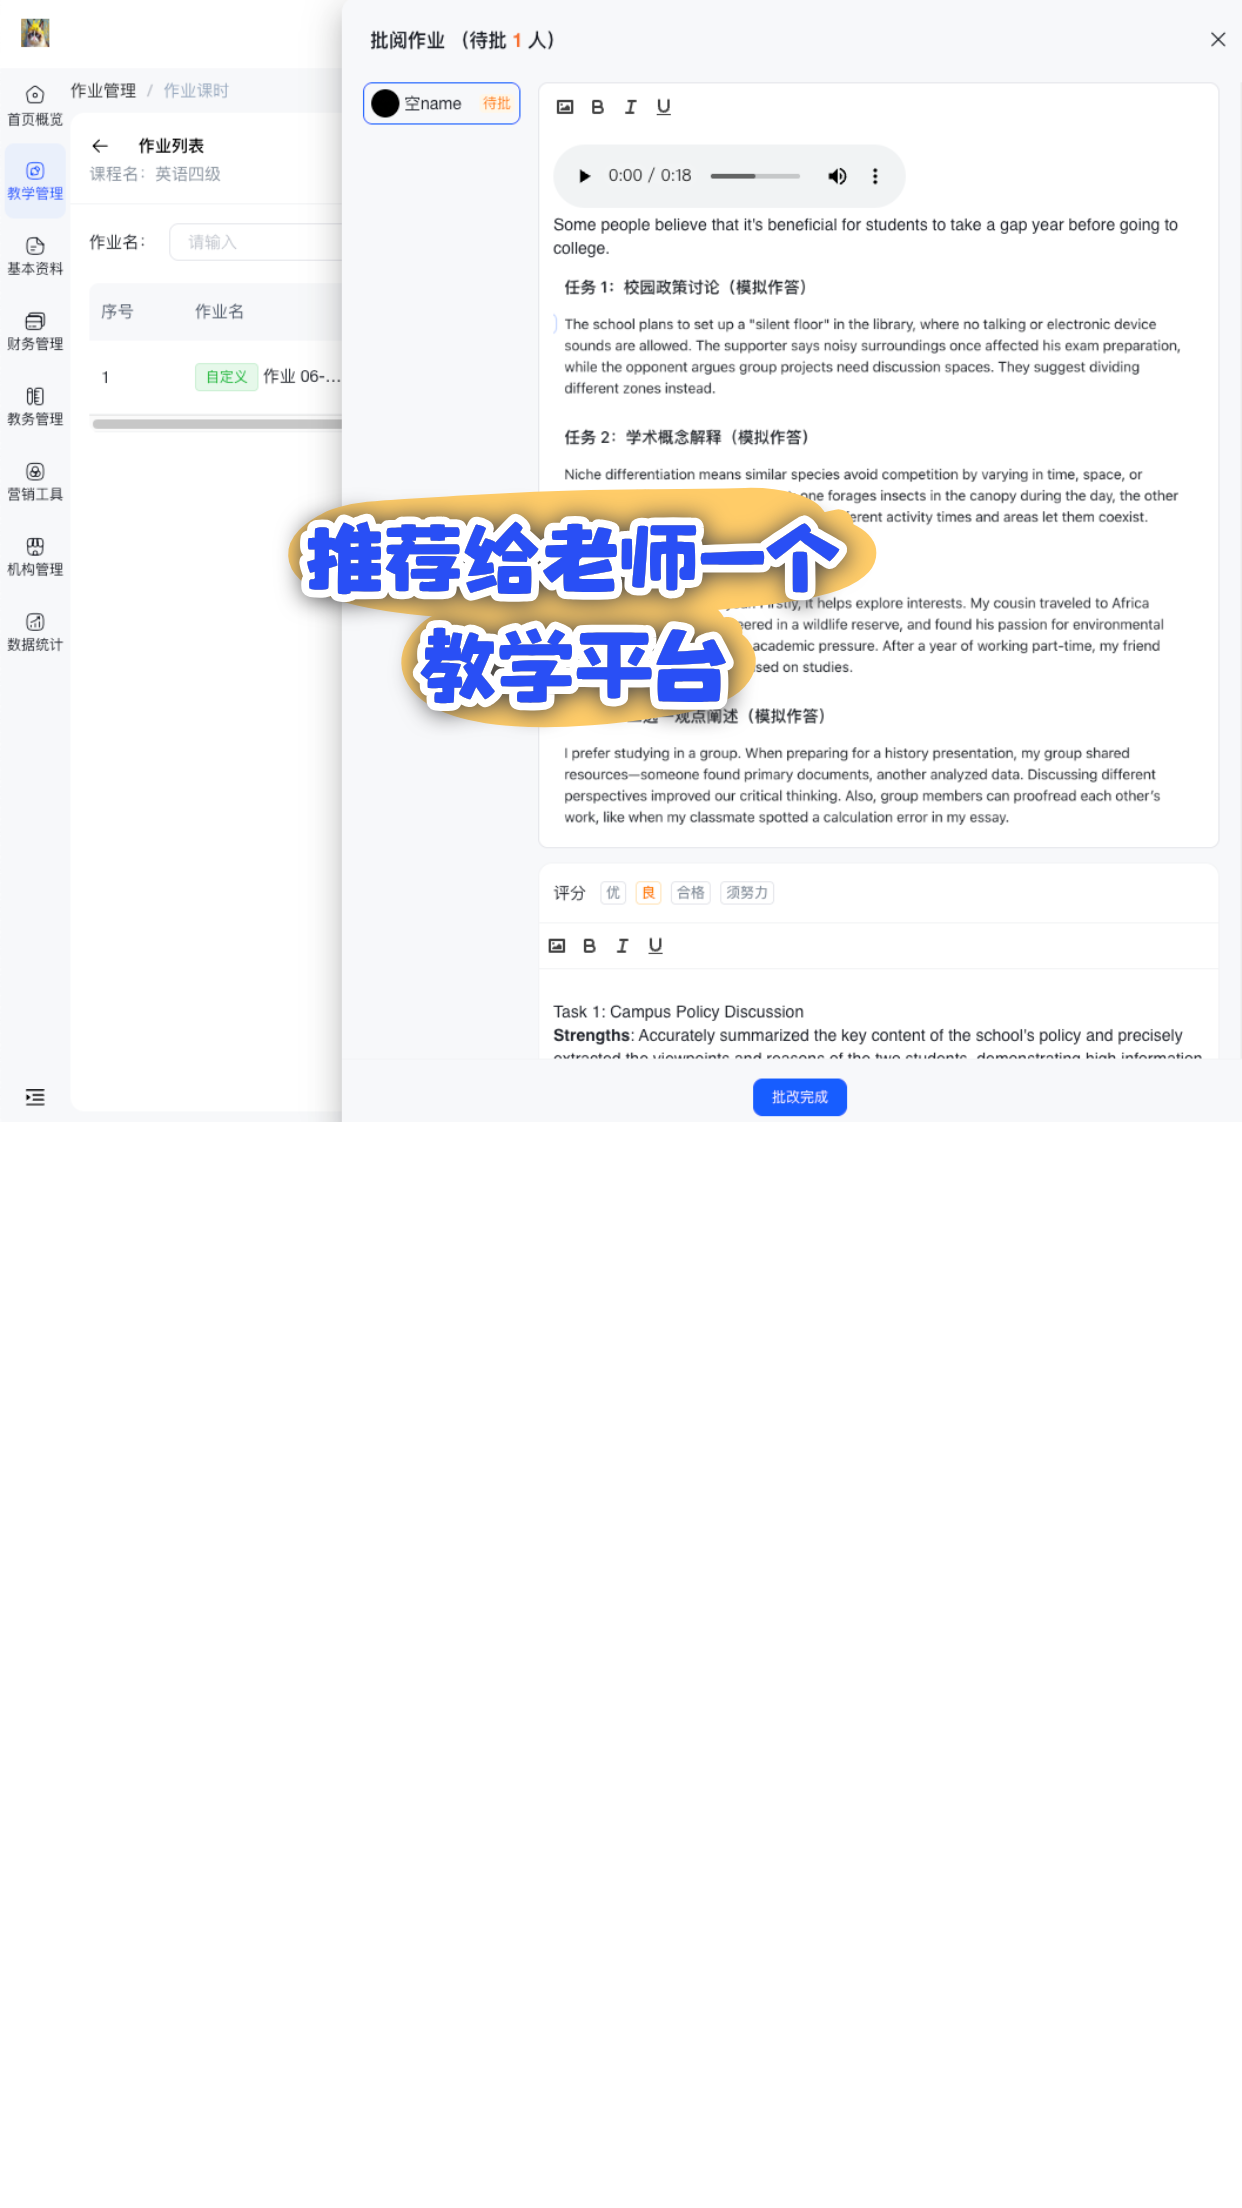 批阅作业 （待批 1 人）
作业管理 / 作业课时
首页概览
教学管理
基本资料
财务管理
教务管理
营销工具
机构管理
数据统计
作业列表
课程名：英语四级
作业名：
请输入
序号 作业名
1 自定义 作业 06-...
空name 待批
B I U
0:00 / 0:18
Some people believe that it's beneficial for students to take a gap year before going to
college.
任务 1：校园政策讨论（模拟作答）
The school plans to set up a "silent floor" in the library, where no talking or electronic device
sounds are allowed. The supporter says noisy surroundings once affected his exam preparation,
while the opponent argues group projects need discussion spaces. They suggest dividing
different zones instead.
任务 2：学术概念解释（模拟作答）
Niche differentiation means similar species avoid competition by varying in time, space, or
one forages insects in the canopy during the day, the other
activity times and areas let them coexist.
推荐给老师一个
教学平台
it helps explore interests. My cousin traveled to Africa
in a wildlife reserve, and found his passion for environmental
academic pressure. After a year of working part-time, my friend
on studies.
观点阐述（模拟作答）
I prefer studying in a group. When preparing for a history presentation, my group shared
resources—someone found primary documents, another analyzed data. Discussing different
perspectives improved our critical thinking. Also, group members can proofread each other's
work, like when my classmate spotted a calculation error in my essay.
评分 优 良 合格 须努力
B I U
Task 1: Campus Policy Discussion
Strengths: Accurately summarized the key content of the school's policy and precisely
extracted the viewpoints and reasons of the two students, demonstrating high information
批改完成